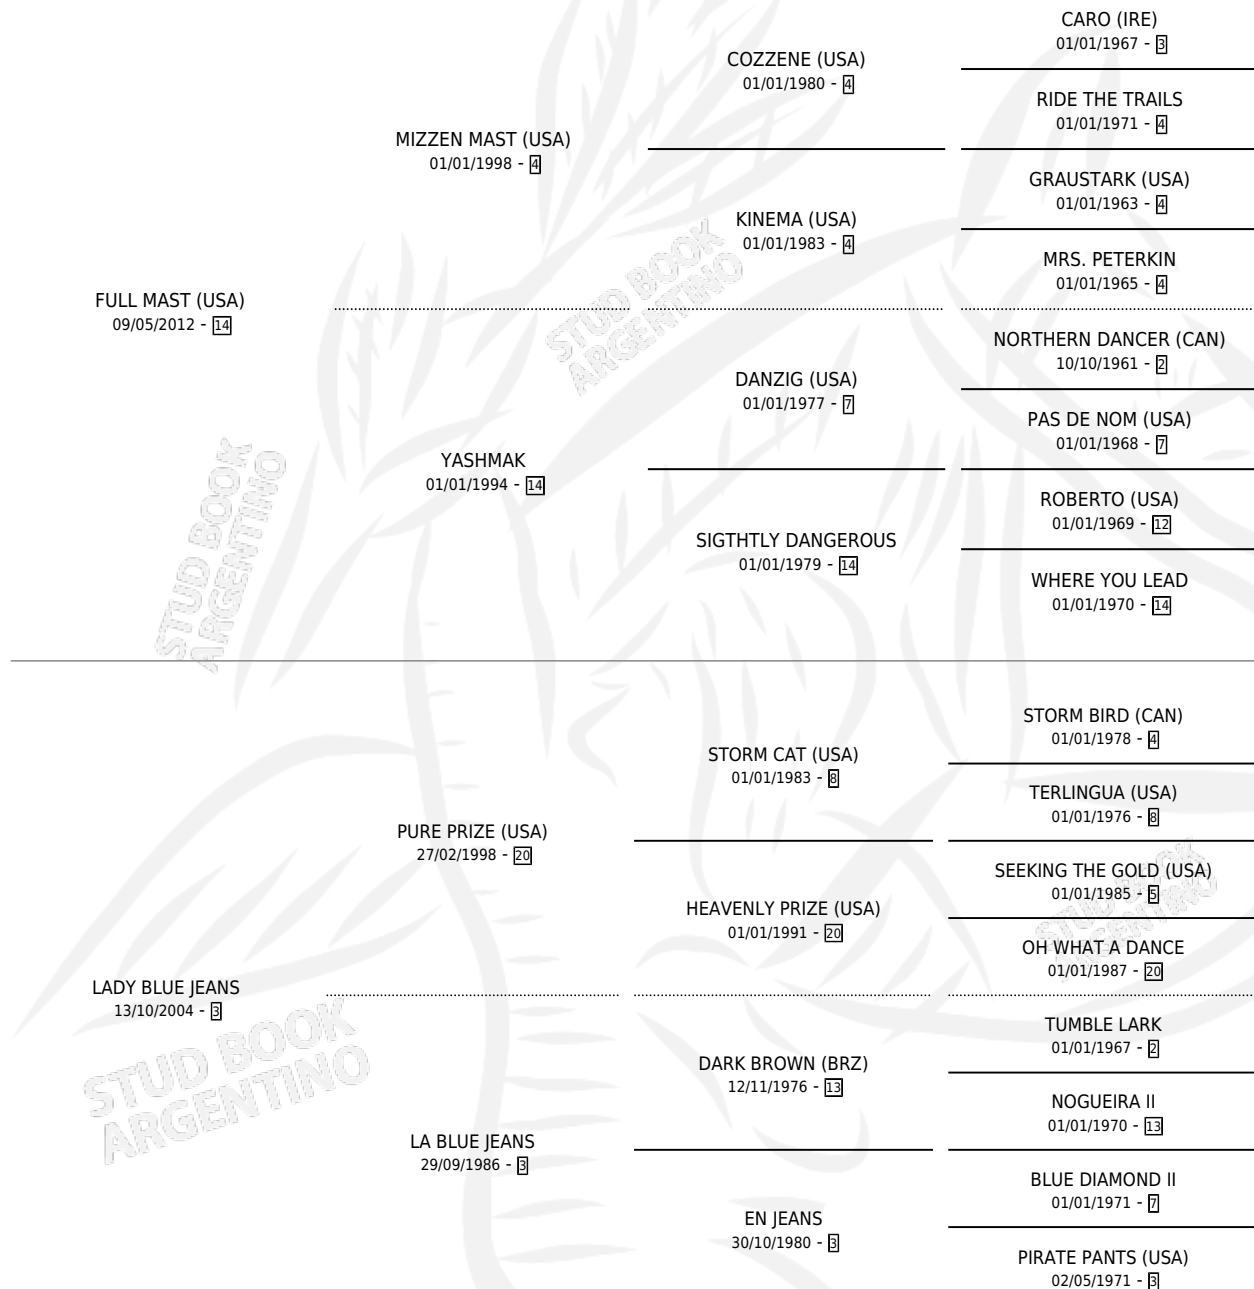 CARO (IRE)
01/01/1967 - 3
COZZENE (USA)
01/01/1980 - 4
RIDE THE TRAILS
01/01/1971 - 4
MIZZEN MAST (USA)
01/01/1998 - 4
GRAUSTARK (USA)
01/01/1963 - 4
KINEMA (USA)
01/01/1983 - 4
MRS. PETERKIN
01/01/1965 - 4
FULL MAST (USA)
09/05/2012 - 14
NORTHERN DANCER (CAN)
10/10/1961 - 2
DANZIG (USA)
01/01/1977 - 7
PAS DE NOM (USA)
01/01/1968 - 7
YASHMAK
01/01/1994 - 14
ROBERTO (USA)
01/01/1969 - 12
SIGTHTLY DANGEROUS
01/01/1979 - 14
WHERE YOU LEAD
01/01/1970 - 14
STORM BIRD (CAN)
01/01/1978 - 4
STORM CAT (USA)
01/01/1983 - 8
TERLINGUA (USA)
01/01/1976 - 8
PURE PRIZE (USA)
27/02/1998 - 20
SEEKING THE GOLD (USA)
01/01/1985 - 5
HEAVENLY PRIZE (USA)
01/01/1991 - 20
OH WHAT A DANCE
01/01/1987 - 20
LADY BLUE JEANS
13/10/2004 - 3
TUMBLE LARK
01/01/1967 - 2
DARK BROWN (BRZ)
12/11/1976 - 13
NOGUEIRA II
01/01/1970 - 13
LA BLUE JEANS
29/09/1986 - 3
BLUE DIAMOND II
01/01/1971 - 7
EN JEANS
30/10/1980 - 3
PIRATE PANTS (USA)
02/05/1971 - 3
STUD BOOK
ARGENTINO
STUD BOOK
ARGENTINO
STUD BOOK
ARGENTINO
STUD BOOK
ARGENTINO